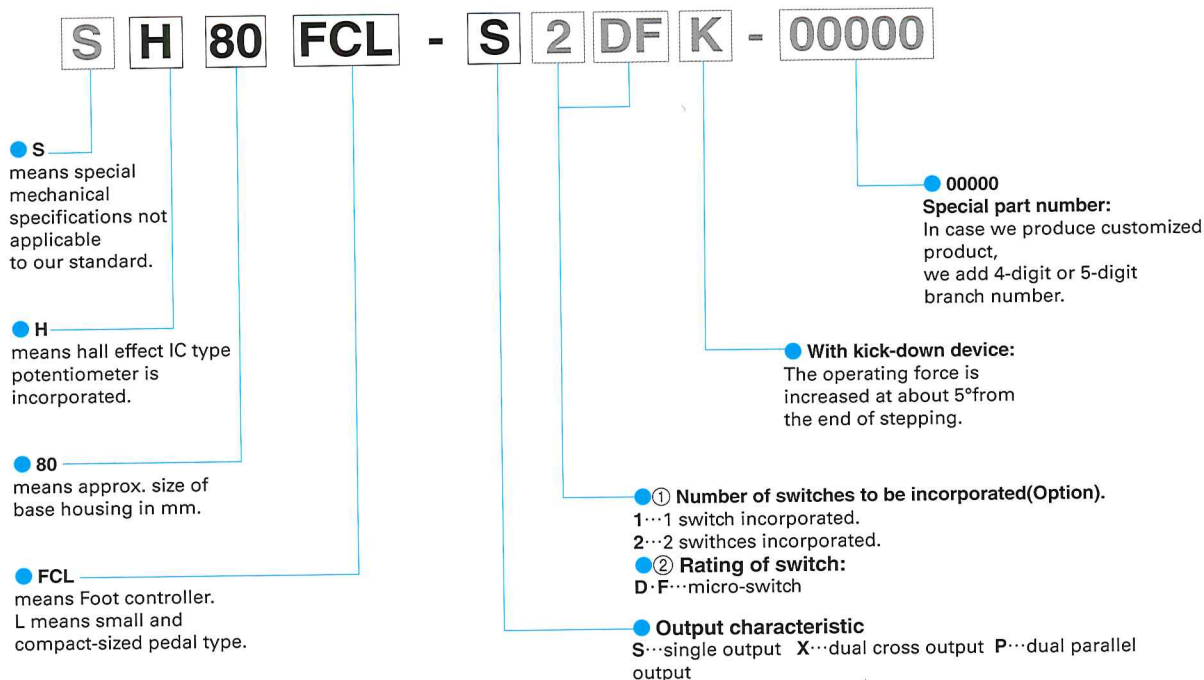 S H 80 FCL - S 2 DF K - 00000
S
means special
mechanical
specifications not
applicable
to our standard.
H
means hall effect IC type
potentiometer is
incorporated.
80
means approx. size of
base housing in mm.
FCL
means Foot controller.
L means small and
compact-sized pedal type.
00000
Special part number:
In case we produce customized
product,
we add 4-digit or 5-digit
branch number.
With kick-down device:
The operating force is
increased at about 5°from
the end of stepping.
① Number of switches to be incorporated(Option).
1…1 switch incorporated.
2…2 swithces incorporated.
② Rating of switch:
D·F…micro-switch
Output characteristic
S…single output X…dual cross output P…dual parallel
output